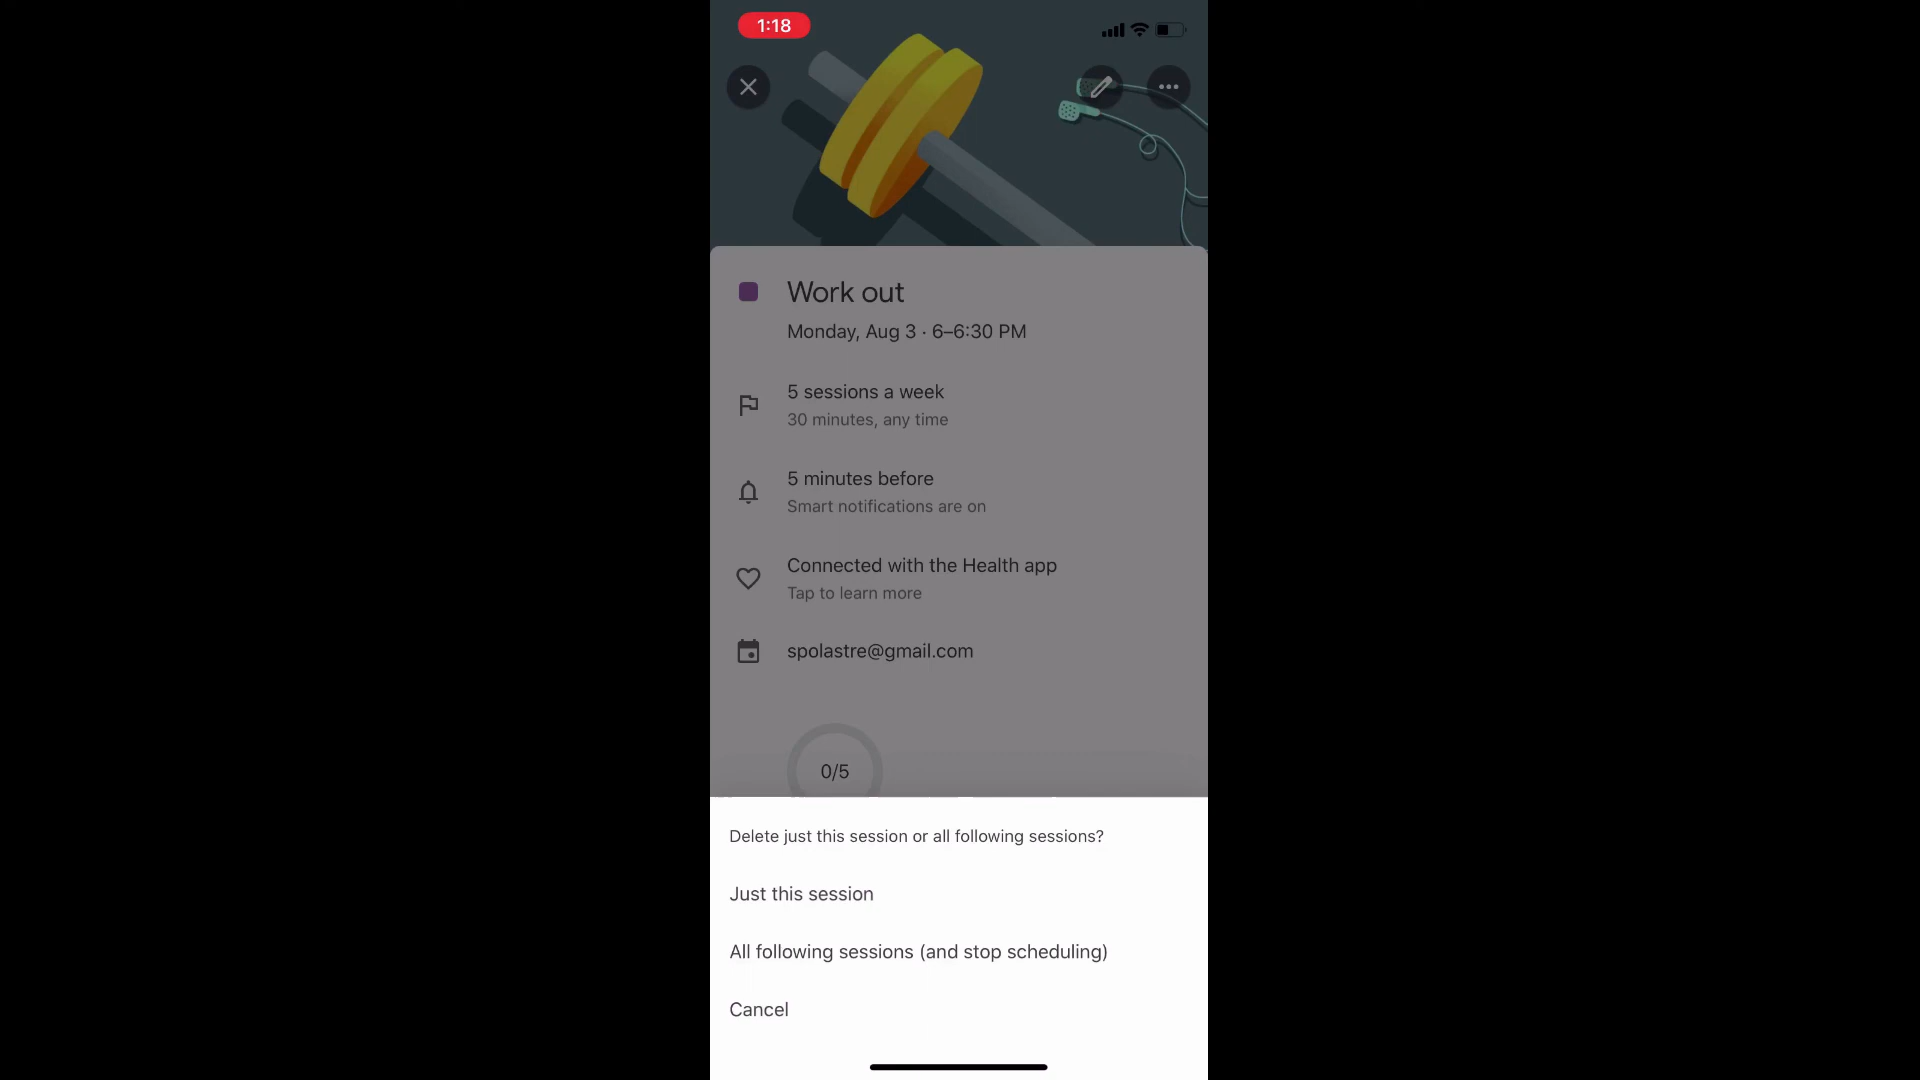 1:18
Work out
Monday, Aug 3 · 6–6:30 PM
5 sessions a week
30 minutes, any time
5 minutes before
Smart notifications are on
Connected with the Health app
Tap to learn more
spolastre@gmail.com
0/5
Delete just this session or all following sessions?
Just this session
All following sessions (and stop scheduling)
Cancel